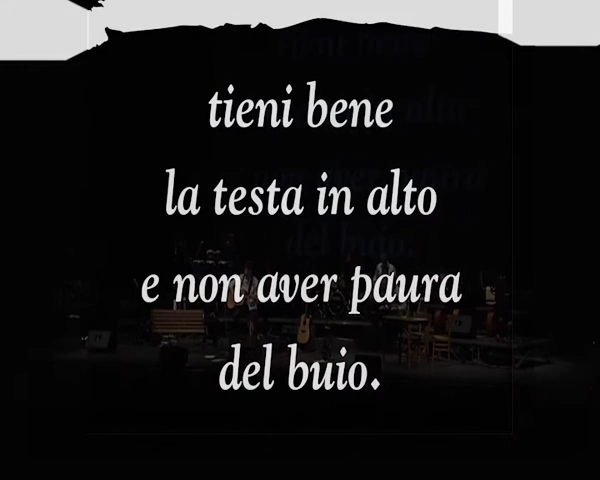 tieni bene
la testa in alto
e non aver paura
del buio.